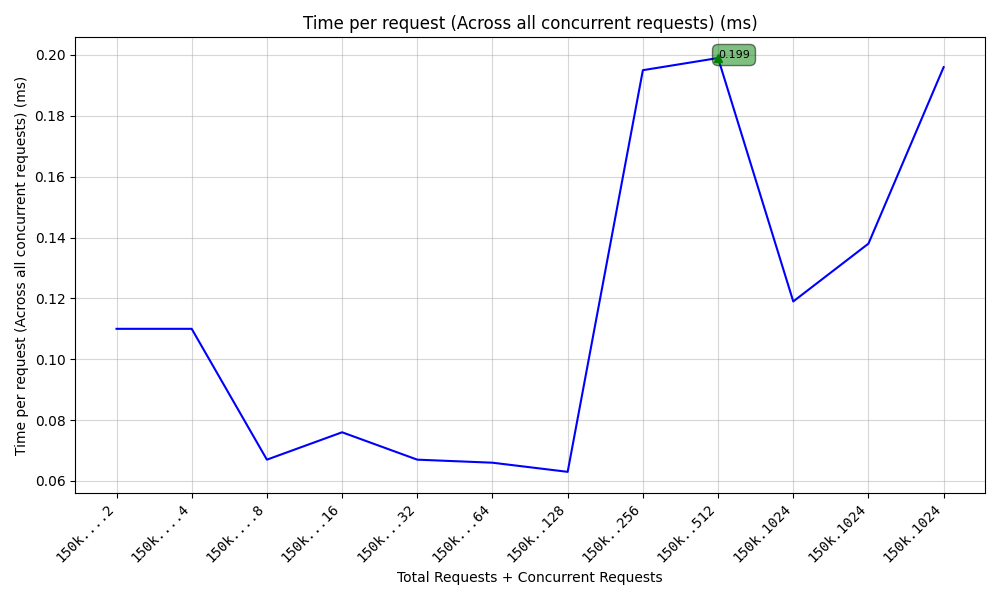 Time per request (Across all concurrent requests) (ms)
Time per request (Across all concurrent requests) (ms)
0.20
0.18
0.16
0.14
0.12
0.10
0.08
0.06
0.199
150k....2
150k....4
150k....8
150k...16
150k...32
150k...64
150k..128
150k..256
150k..512
150k.1024
150k.1024
150k.1024
Total Requests + Concurrent Requests